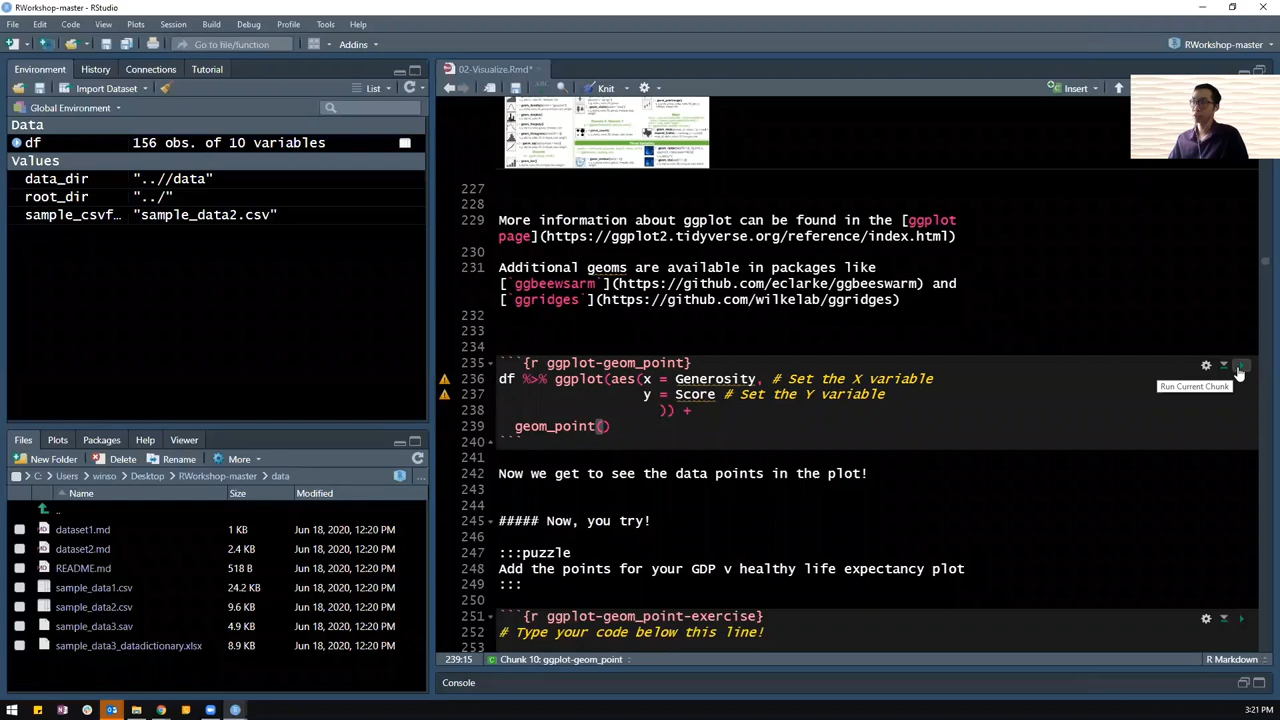 RWorkshop-master - RStudio
File Edit Code View Plots Session Build Debug Profile Tools Help
Go to file/function Addins RWorkshop-master
Environment History Connections Tutorial
Import Dataset List
Global Environment
Data
df 156 obs. of 10 variables
Values
data_dir "..//data"
root_dir "../"
sample_csvf… "sample_data2.csv"
Files Plots Packages Help Viewer
New Folder Delete Rename More
C: Users winso Desktop RWorkshop-master data
Name Size Modified
..
dataset1.md 1 KB Jun 18, 2020, 12:20 PM
dataset2.md 2.4 KB Jun 18, 2020, 12:20 PM
README.md 518 B Jun 18, 2020, 12:20 PM
sample_data1.csv 24.2 KB Jun 18, 2020, 12:20 PM
sample_data2.csv 9.6 KB Jun 18, 2020, 12:20 PM
sample_data3.sav 4.9 KB Jun 18, 2020, 12:20 PM
sample_data3_datadictionary.xlsx 8.9 KB Jun 18, 2020, 12:20 PM
02-Visualize.Rmd*
Knit Insert
227
228
229 More information about ggplot can be found in the [ggplot
page](https://ggplot2.tidyverse.org/reference/index.html)
230
231 Additional geoms are available in packages like
[`ggbeewsarm`](https://github.com/eclarke/ggbeeswarm) and
[`ggridges`](https://github.com/wilkelab/ggridges)
232
233
234
235 ```{r ggplot-geom_point}
236 df %>% ggplot(aes(x = Generosity, # Set the X variable
Run Current Chunk
237 y = Score # Set the Y variable
238 )) +
239 geom_point()
240 ```
241
242 Now we get to see the data points in the plot!
243
244
245 ##### Now, you try!
246
247 :::puzzle
248 Add the points for your GDP v healthy life expectancy plot
249 :::
250
251 ```{r ggplot-geom_point-exercise}
252 # Type your code below this line!
253
239:15 Chunk 10: ggplot-geom_point R Markdown
Console
3:21 PM